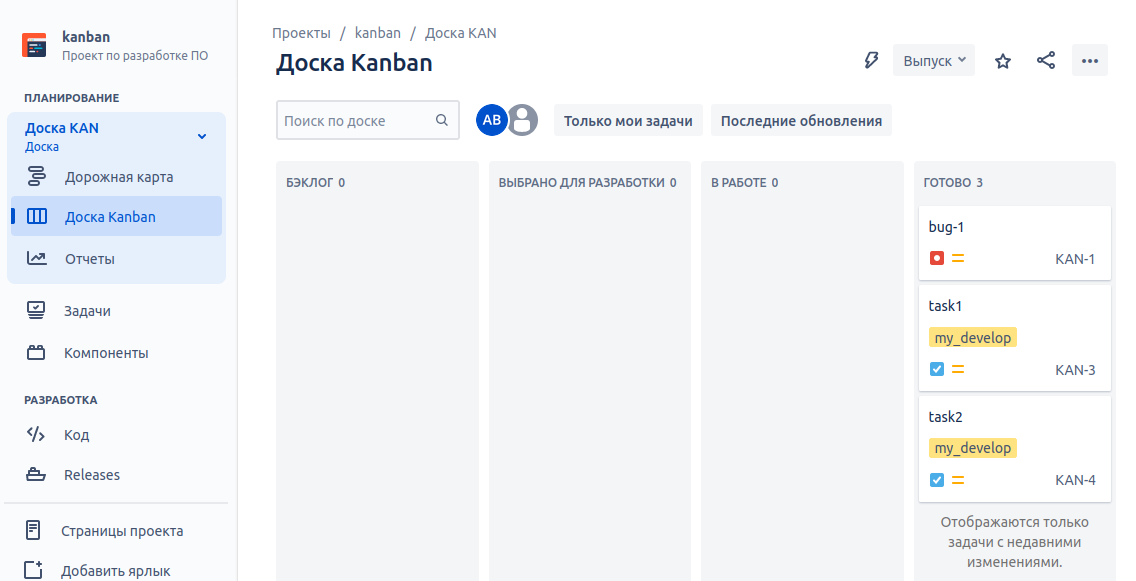 kanban
Проект по разработке ПО
ПЛАНИРОВАНИЕ
Доска KAN
Доска
Дорожная карта
Доска Kanban
Отчеты
Задачи
Компоненты
РАЗРАБОТКА
Код
Releases
Страницы проекта
Добавить ярлык
Проекты / kanban / Доска KAN
Доска Kanban
Выпуск
Поиск по доске
AB
Только мои задачи
Последние обновления
БЭКЛОГ 0
ВЫБРАНО ДЛЯ РАЗРАБОТКИ 0
В РАБОТЕ 0
ГОТОВО 3
bug-1
KAN-1
task1
my_develop
KAN-3
task2
my_develop
KAN-4
Отображаются только
задачи с недавними
изменениями.